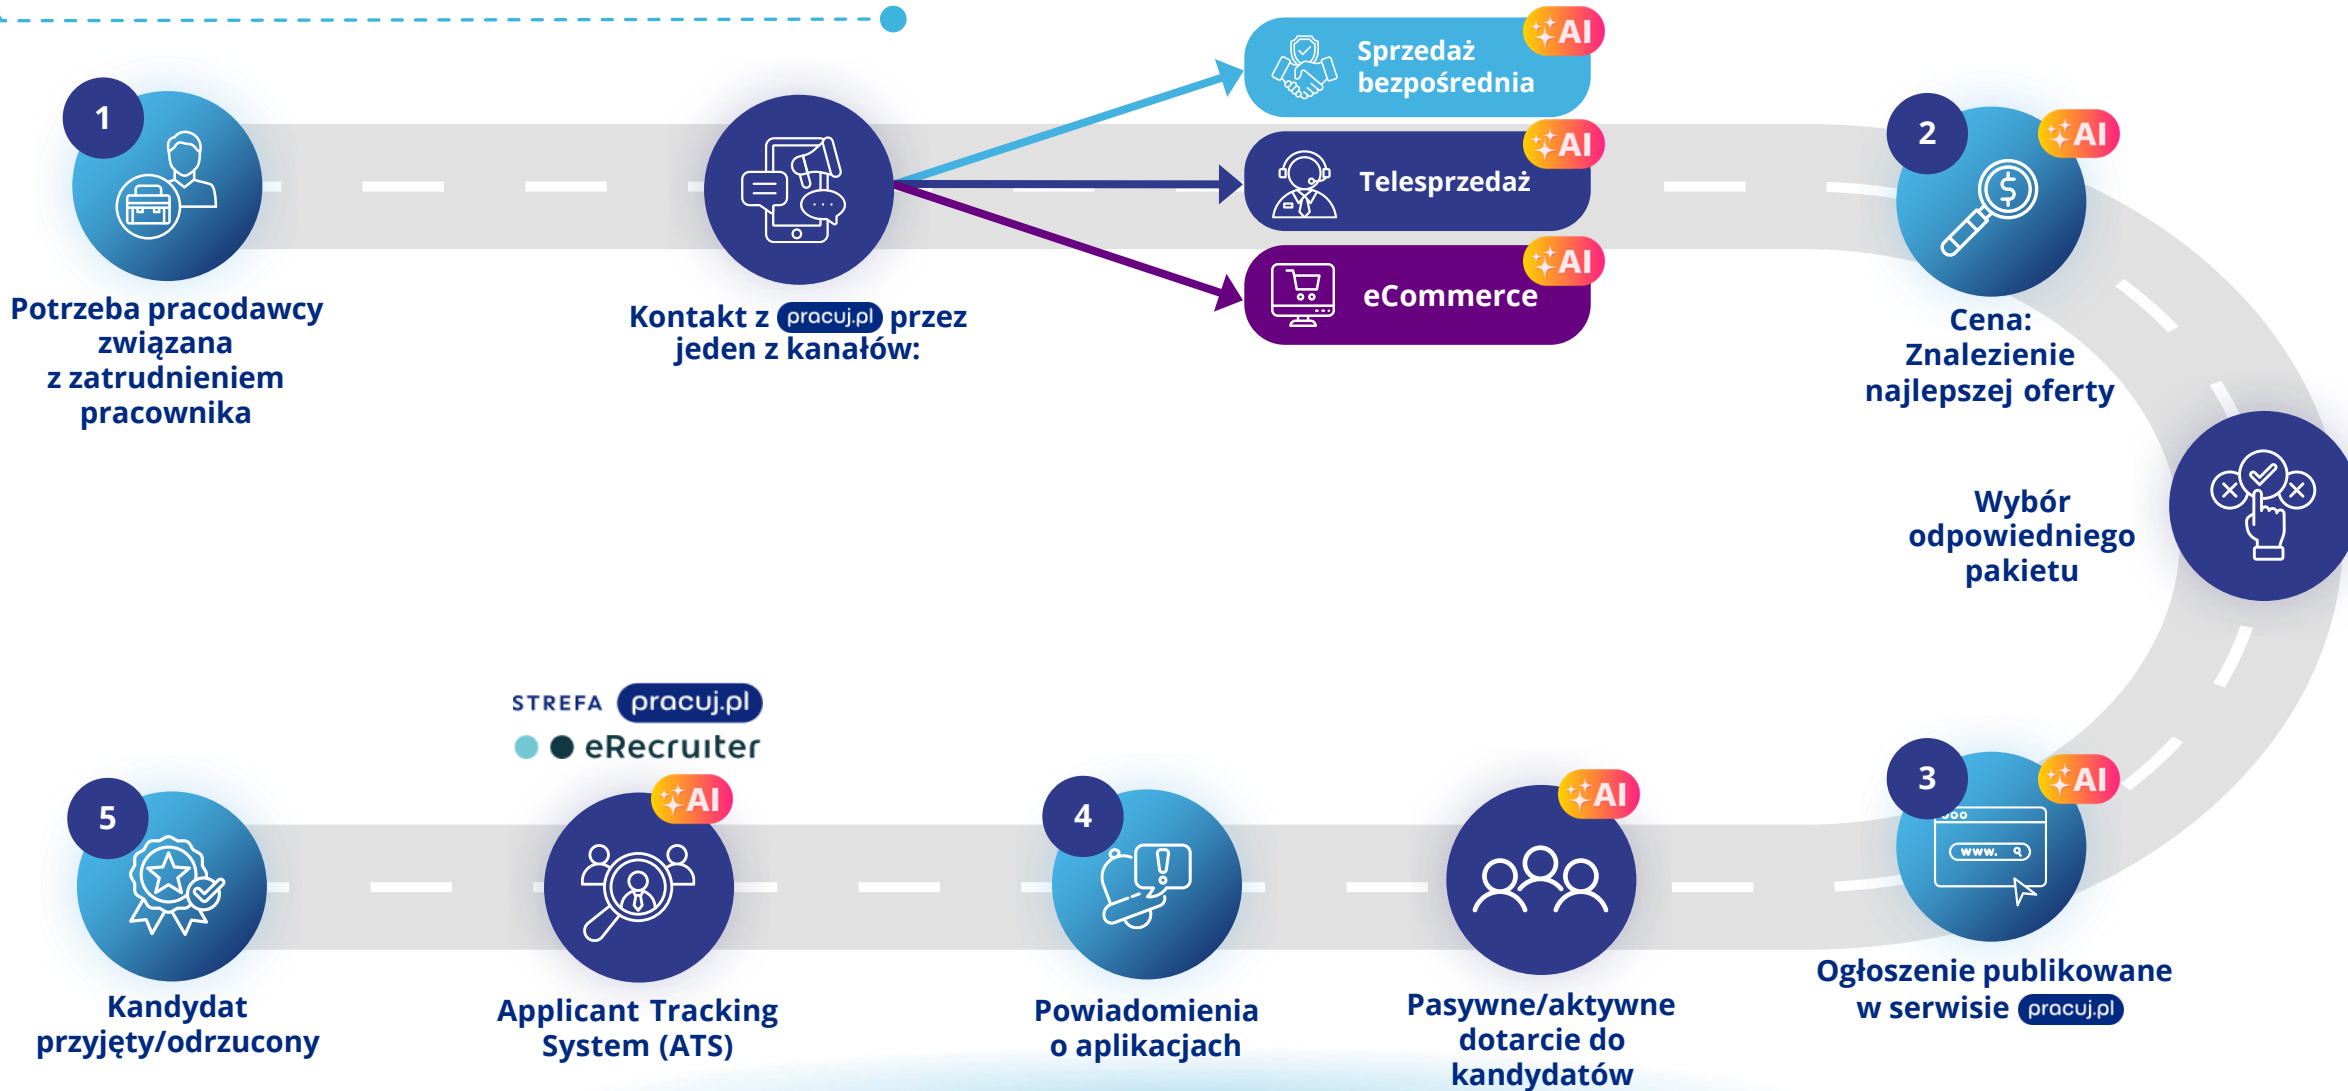 1
Potrzeba pracodawcy
związana
z zatrudnieniem
pracownika
Kontakt z pracuj.pl przez
jeden z kanałów:
AI
Sprzedaż
bezpośrednia
AI
Telesprzedaż
AI
eCommerce
2
AI
Cena:
Znalezienie
najlepszej oferty
Wybór
odpowiedniego
pakietu
3
AI
www.
Ogłoszenie publikowane
w serwisie pracuj.pl
AI
Pasywne/aktywne
dotarcie do
kandydatów
4
Powiadomienia
o aplikacjach
STREFA pracuj.pl
eRecruiter
AI
Applicant Tracking
System (ATS)
5
Kandydat
przyjęty/odrzucony